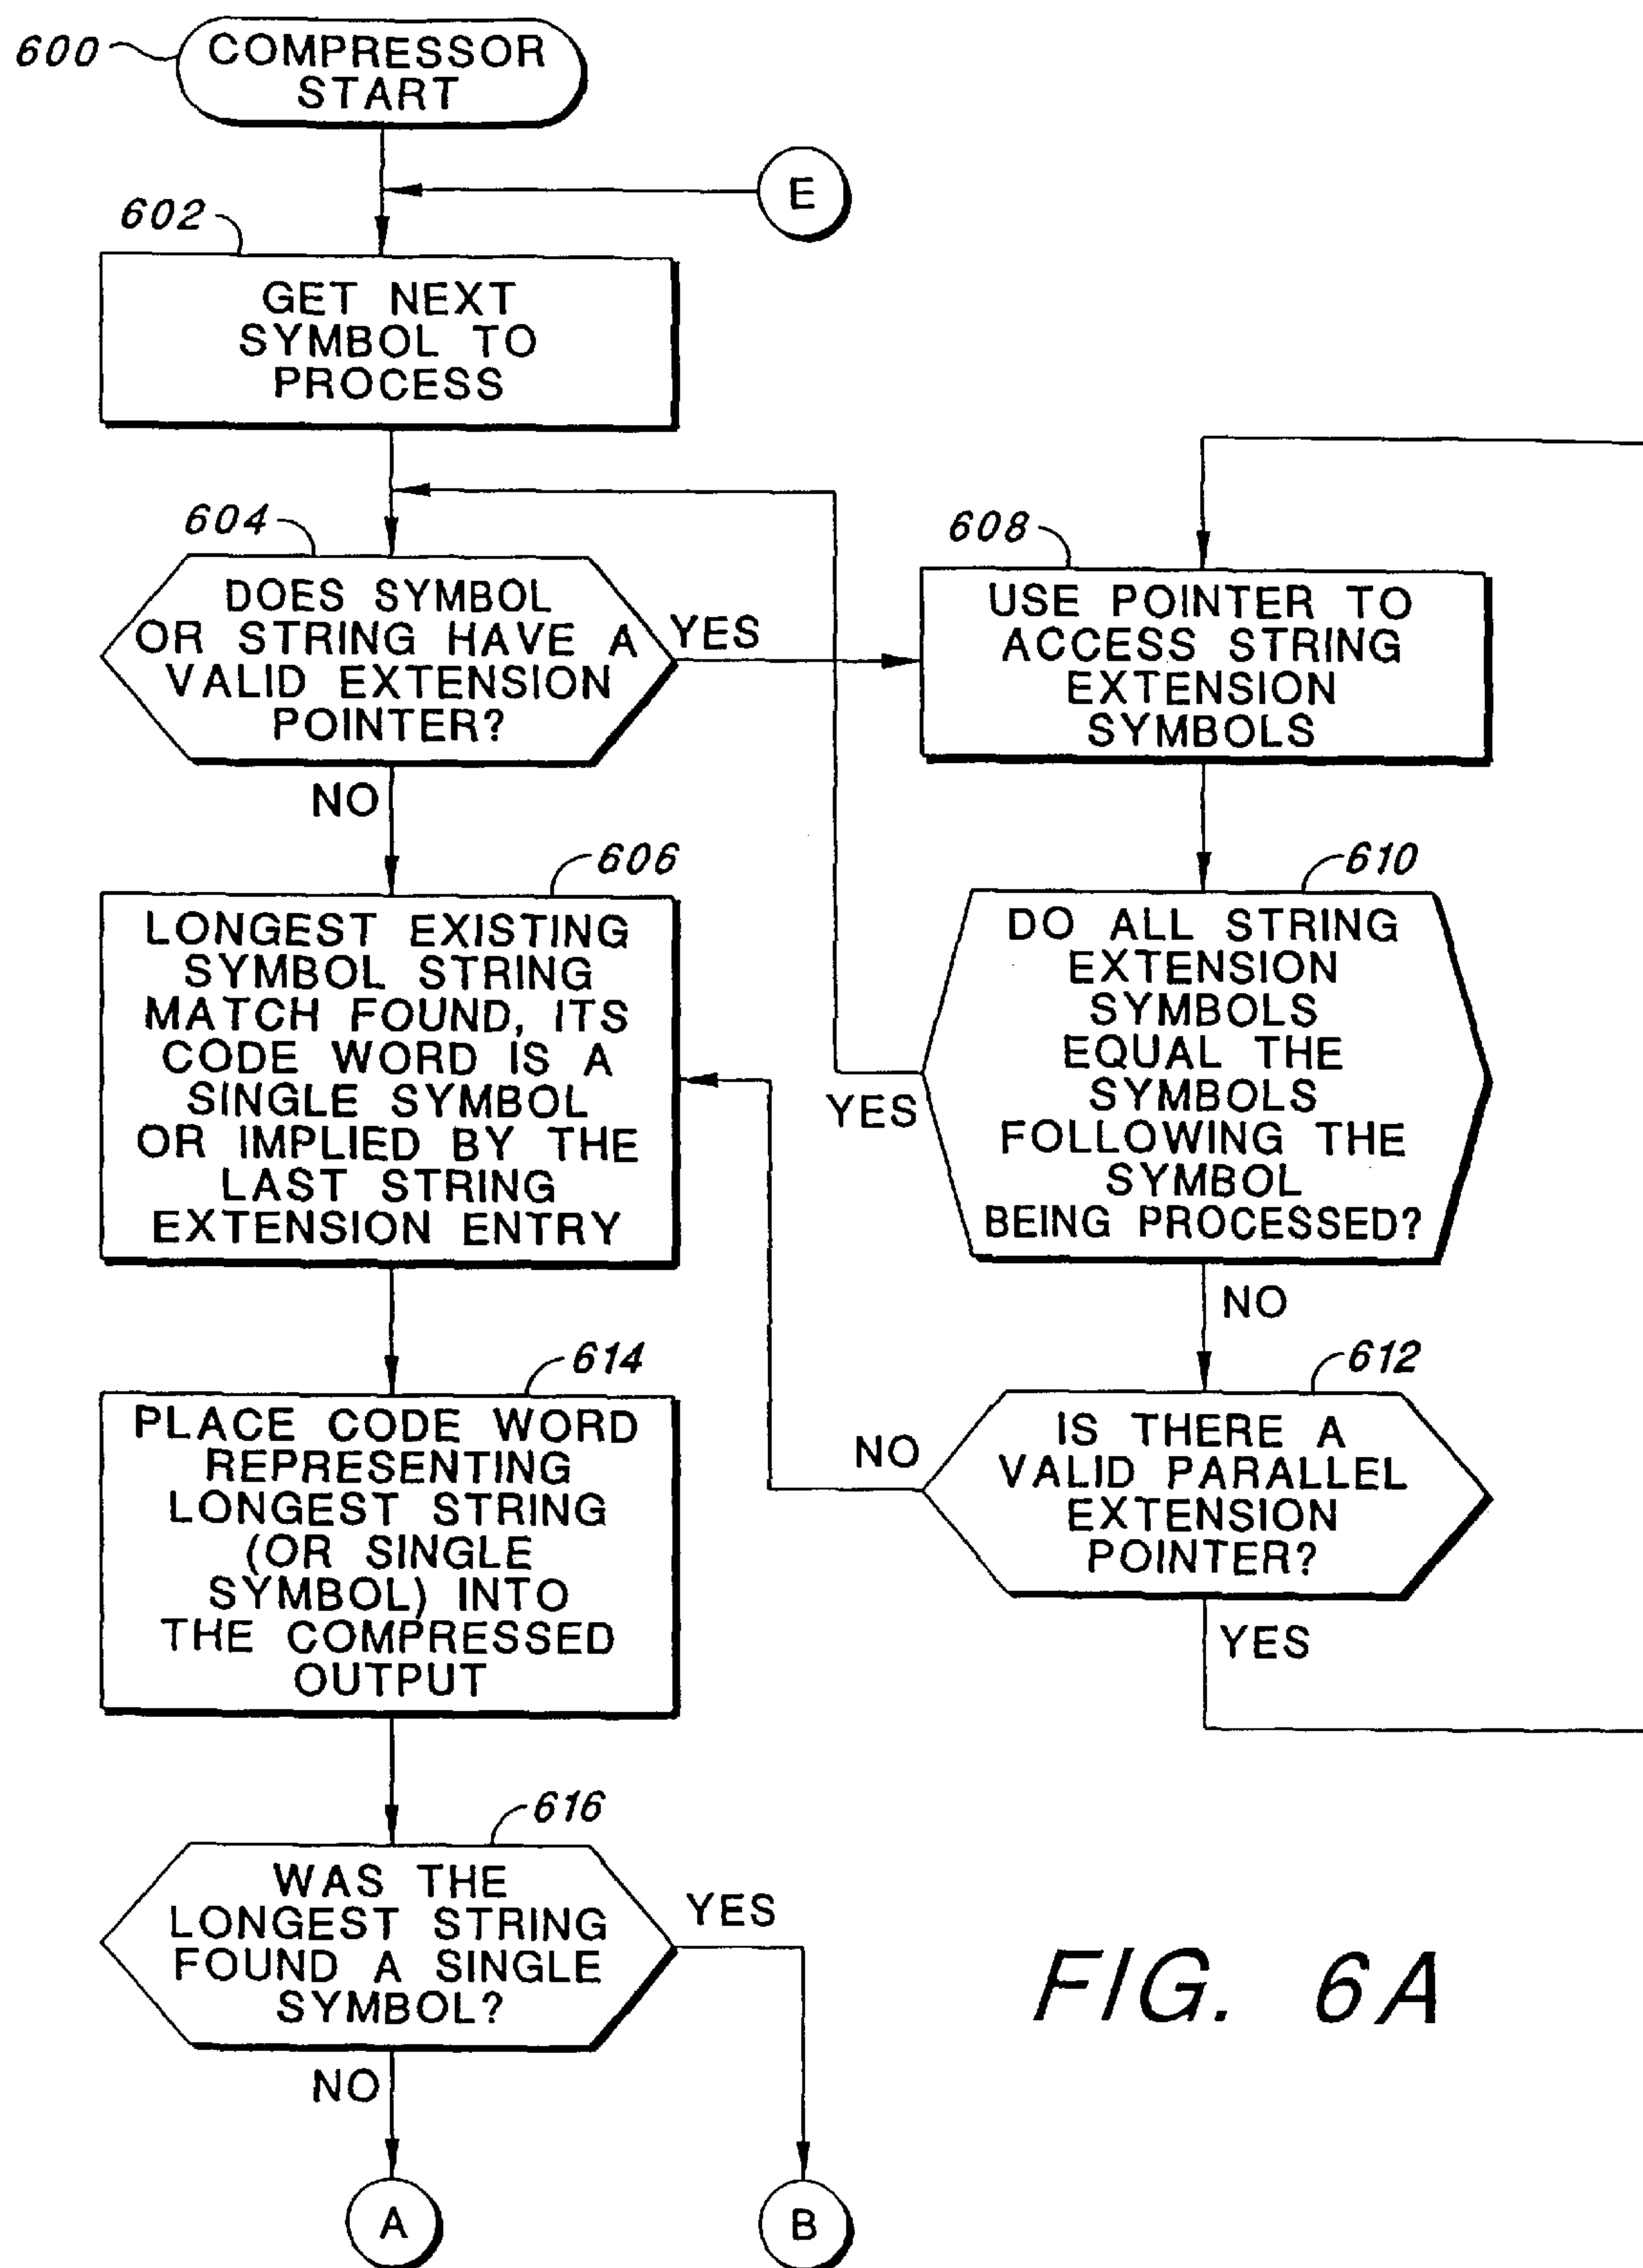 600
COMPRESSOR
START
E
602
GET NEXT
SYMBOL TO
PROCESS
604
DOES SYMBOL
OR STRING HAVE A
VALID EXTENSION
POINTER?
YES
NO
608
USE POINTER TO
ACCESS STRING
EXTENSION
SYMBOLS
606
LONGEST EXISTING
SYMBOL STRING
MATCH FOUND, ITS
CODE WORD IS A
SINGLE SYMBOL
OR IMPLIED BY THE
LAST STRING
EXTENSION ENTRY
610
DO ALL STRING
EXTENSION
SYMBOLS
EQUAL THE
SYMBOLS
FOLLOWING THE
SYMBOL
BEING PROCESSED?
YES
NO
614
PLACE CODE WORD
REPRESENTING
LONGEST STRING
(OR SINGLE
SYMBOL) INTO
THE COMPRESSED
OUTPUT
612
IS THERE A
VALID PARALLEL
EXTENSION
POINTER?
NO
YES
616
WAS THE
LONGEST STRING
FOUND A SINGLE
SYMBOL?
YES
NO
A
B
FIG. 6A